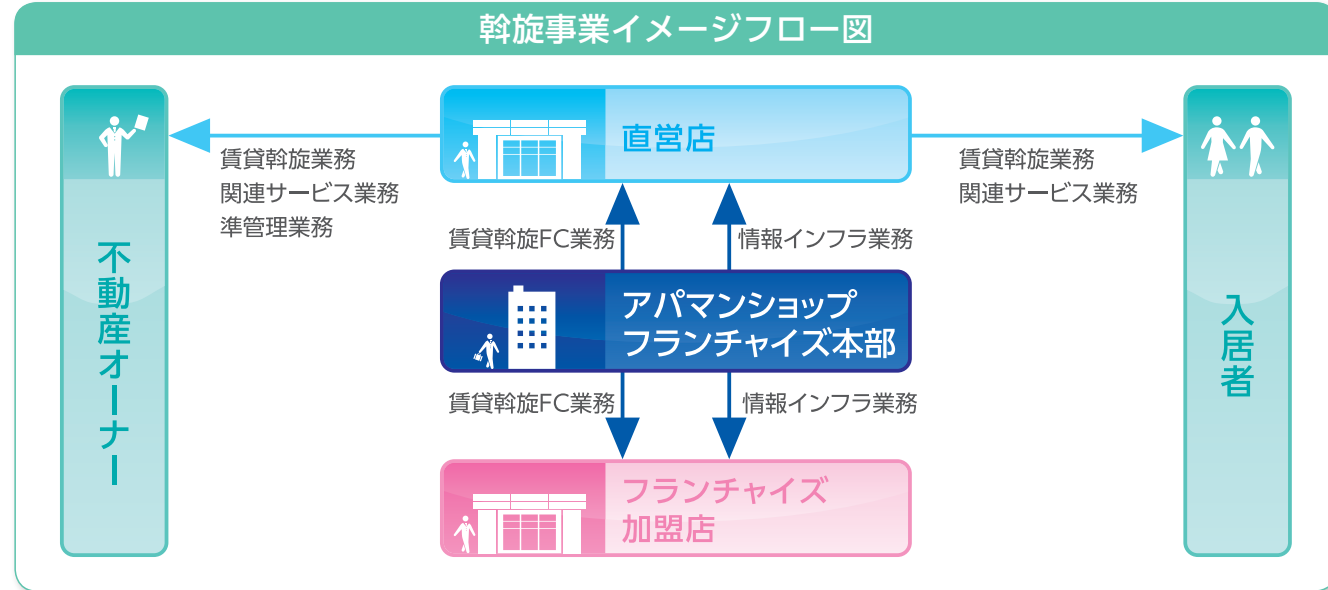 斡旋事業イメージフロー図
不動産オーナー
賃貸斡旋業務
関連サービス業務
準管理業務
直営店
賃貸斡旋業務
関連サービス業務
入居者
賃貸斡旋FC業務
情報インフラ業務
アパマンショップ
フランチャイズ本部
賃貸斡旋FC業務
情報インフラ業務
フランチャイズ
加盟店